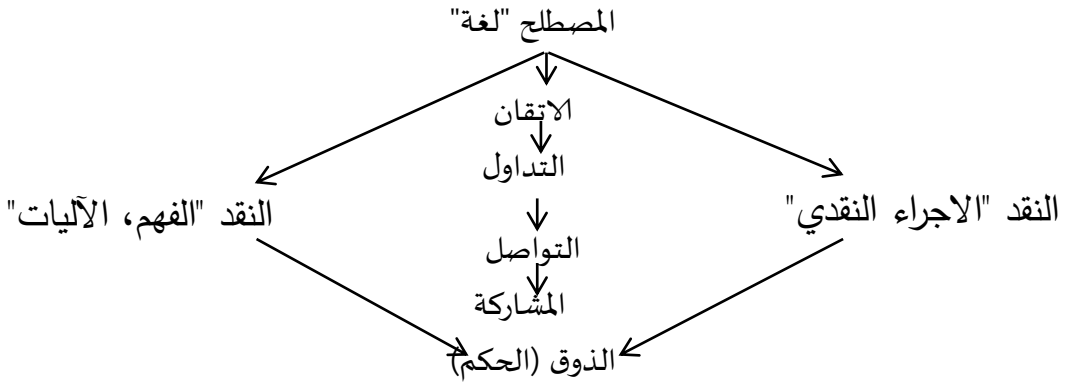 المصطلح "لغة"
الاتقان
التداول
النقد "الاجراء النقدي"
النقد "الفهم، الآليات"
التواصل
المشاركة
الذوق (الحكم)